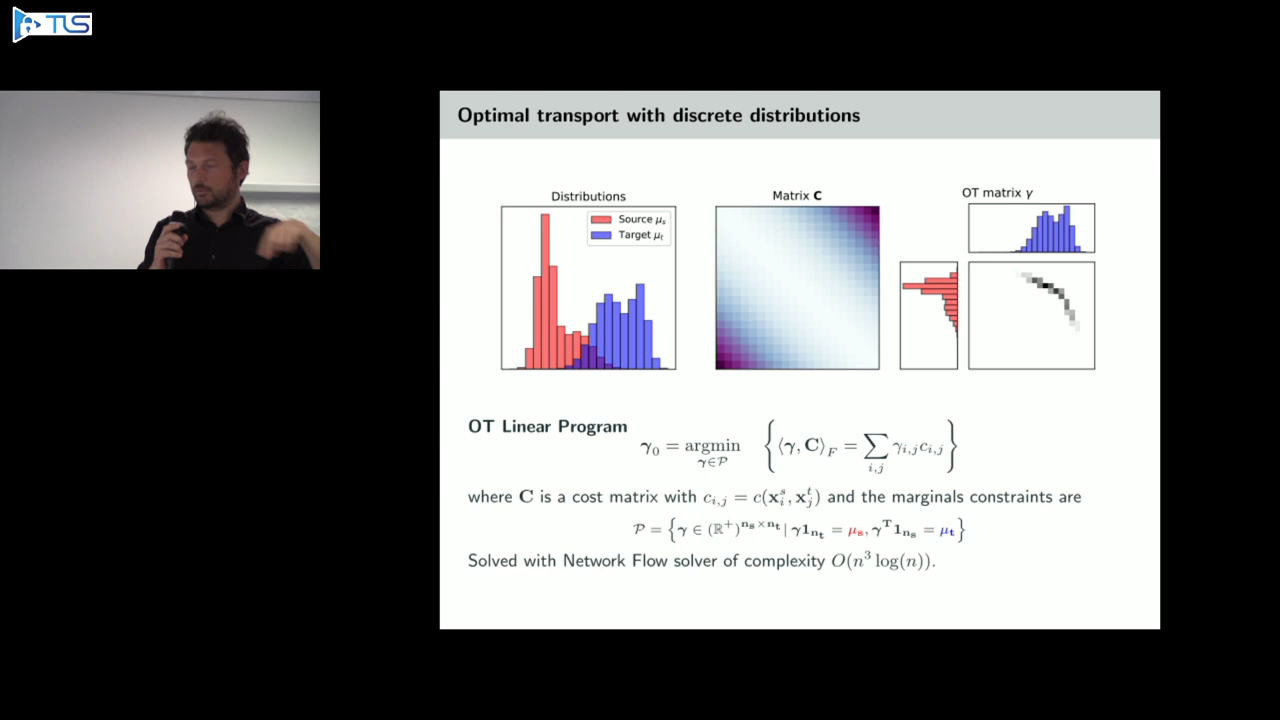 TLS
Optimal transport with discrete distributions
Distributions
Source μₛ
Target μₜ
Matrix C
OT matrix γ
OT Linear Program
γ₀ = argmin_{γ∈𝒫} { ⟨γ, C⟩_F = ∑_{i,j} γ_{i,j}c_{i,j} }
where C is a cost matrix with c_{i,j} = c(x_i^s, x_j^t) and the marginals constraints are
𝒫 = { γ ∈ (ℝ⁺)^{n_s×n_t} | γ1_{n_t} = μ_s, γ^T 1_{n_s} = μ_t }
Solved with Network Flow solver of complexity O(n³ log(n)).